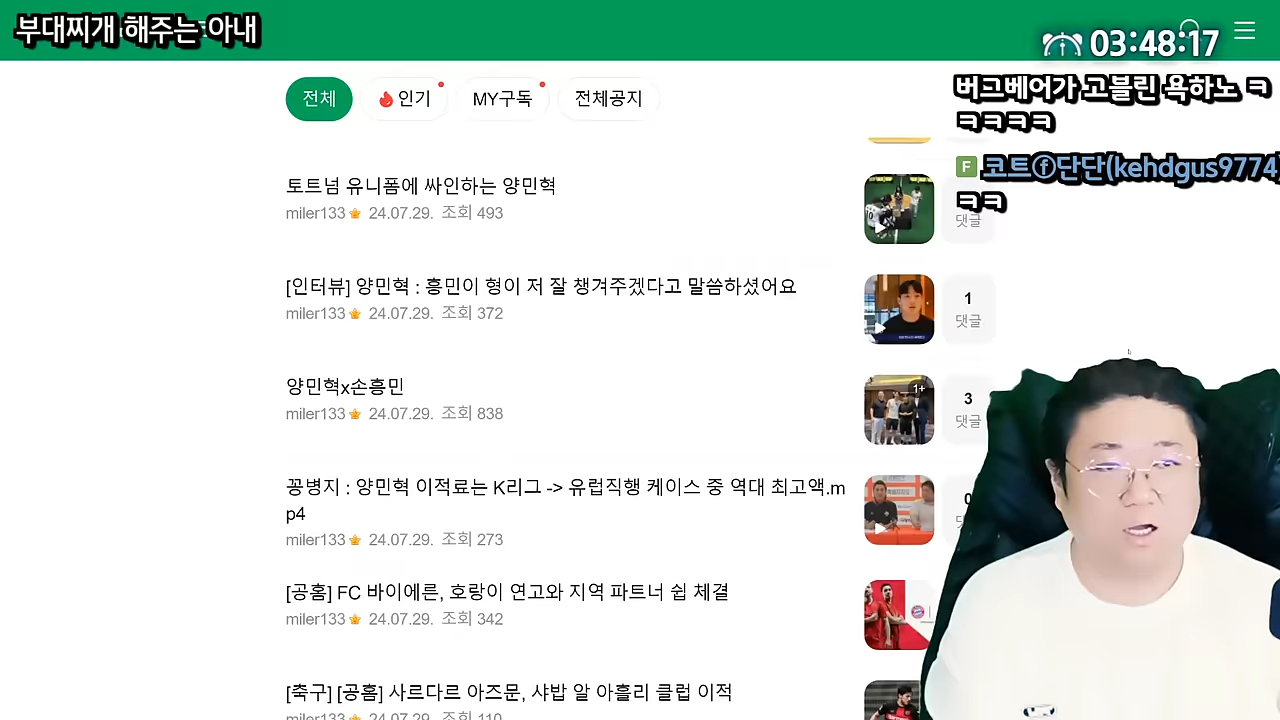 부대찌개 해주는 아내
03:48:17
전체
인기
MY구독
전체공지
버그베어가 고블린 욕하노 ㅋ
ㅋㅋㅋㅋ
F 코트ⓕ단단(kehdgus9774)
ㅋㅋ
토트넘 유니폼에 싸인하는 양민혁
miler133 24.07.29. 조회 493
댓글
[인터뷰] 양민혁 : 흥민이 형이 저 잘 챙겨주겠다고 말씀하셨어요
miler133 24.07.29. 조회 372
1
댓글
양민혁x손흥민
miler133 24.07.29. 조회 838
1+
3
댓글
꽁병지 : 양민혁 이적료는 K리그 -> 유럽직행 케이스 중 역대 최고액.m
p4
miler133 24.07.29. 조회 273
0
[공홈] FC 바이에른, 호랑이 연고와 지역 파트너 쉽 체결
miler133 24.07.29. 조회 342
[축구] [공홈] 사르다르 아즈문, 샤밥 알 아흘리 클럽 이적
miler133 24.07.29. 조회 110